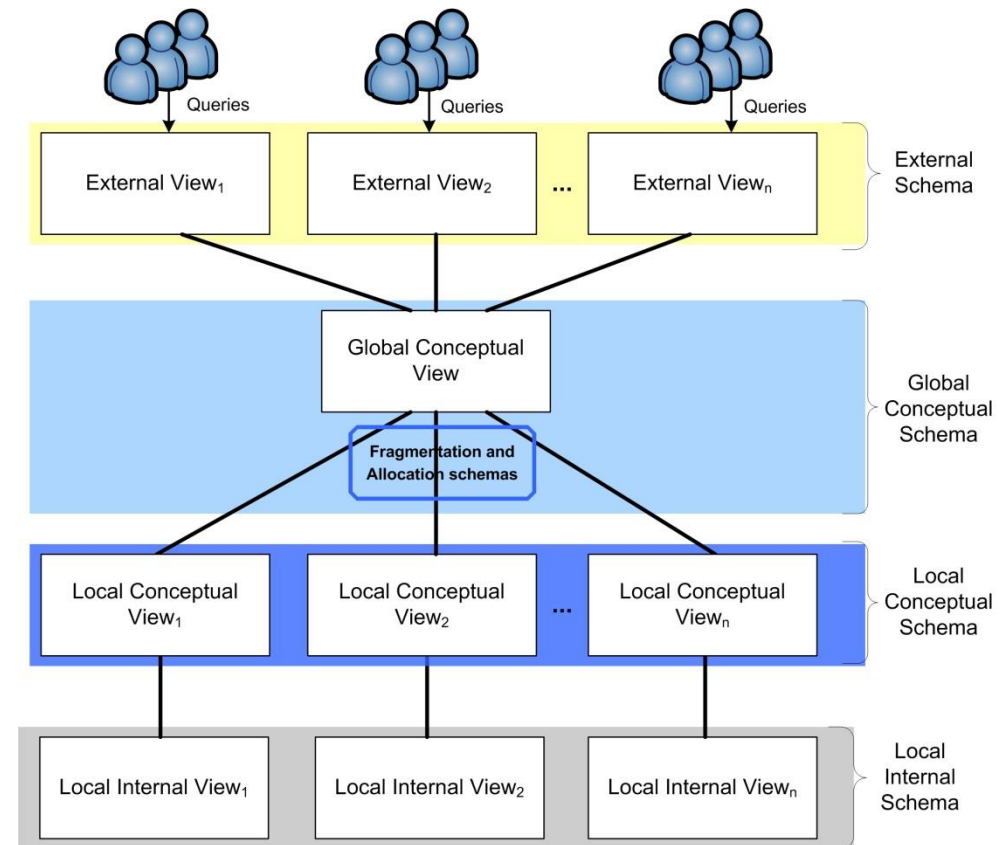 Queries
Queries
Queries
External View₁
External View₂
...
External Viewₙ
External
Schema
Global Conceptual
View
Fragmentation and
Allocation schemas
Global
Conceptual
Schema
Local Conceptual
View₁
Local Conceptual
View₂
...
Local Conceptual
Viewₙ
Local
Conceptual
Schema
Local Internal View₁
Local Internal View₂
Local Internal Viewₙ
Local
Internal
Schema